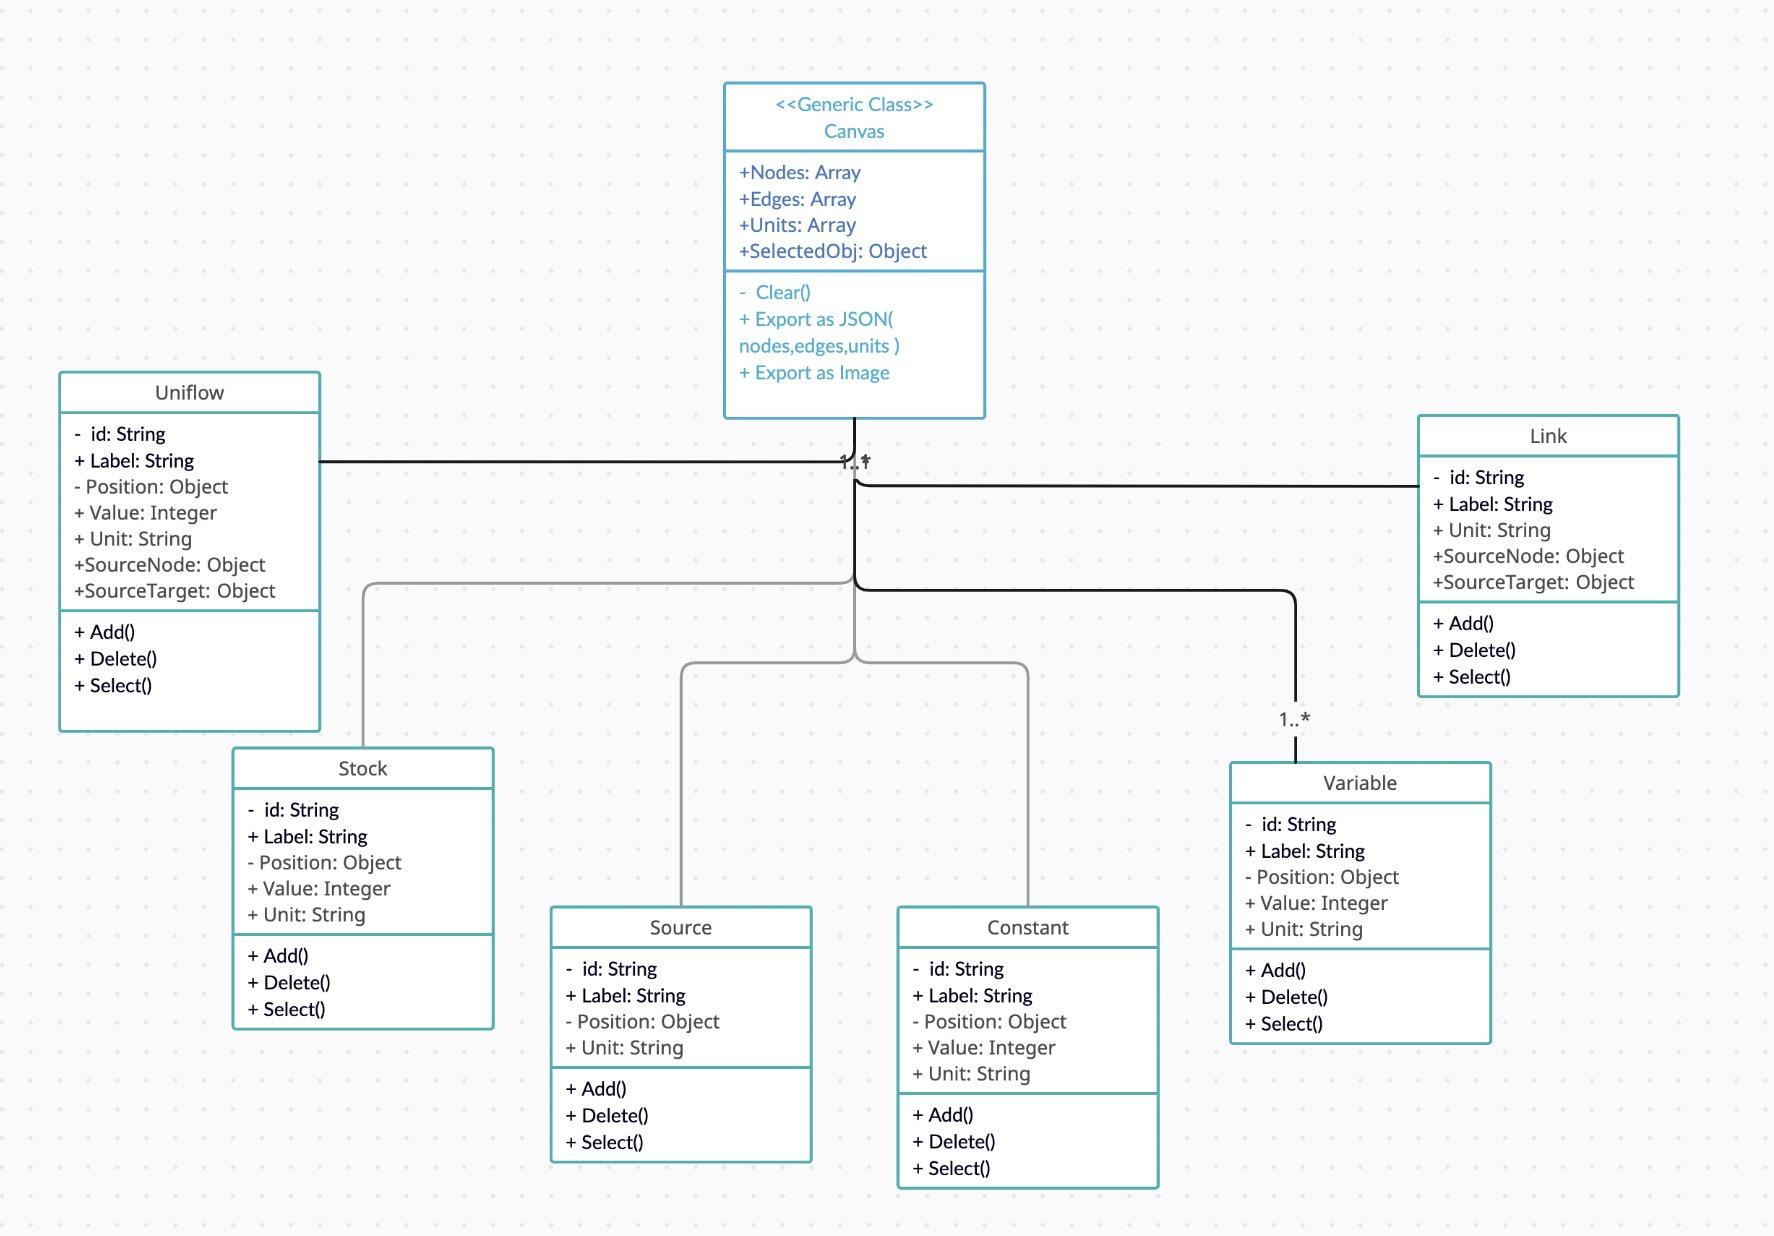 <<Generic Class>>
Canvas
+Nodes: Array
+Edges: Array
+Units: Array
+SelectedObj: Object
-  Clear()
+ Export as JSON(
nodes,edges,units )
+ Export as Image
Uniflow
-  id: String
+ Label: String
- Position: Object
+ Value: Integer
+ Unit: String
+SourceNode: Object
+SourceTarget: Object
+ Add()
+ Delete()
+ Select()
Link
-  id: String
+ Label: String
+ Unit: String
+SourceNode: Object
+SourceTarget: Object
+ Add()
+ Delete()
+ Select()
1..*
Stock
-  id: String
+ Label: String
- Position: Object
+ Value: Integer
+ Unit: String
+ Add()
+ Delete()
+ Select()
Variable
-  id: String
+ Label: String
- Position: Object
+ Value: Integer
+ Unit: String
+ Add()
+ Delete()
+ Select()
Source
-  id: String
+ Label: String
- Position: Object
+ Unit: String
+ Add()
+ Delete()
+ Select()
Constant
-  id: String
+ Label: String
- Position: Object
+ Value: Integer
+ Unit: String
+ Add()
+ Delete()
+ Select()